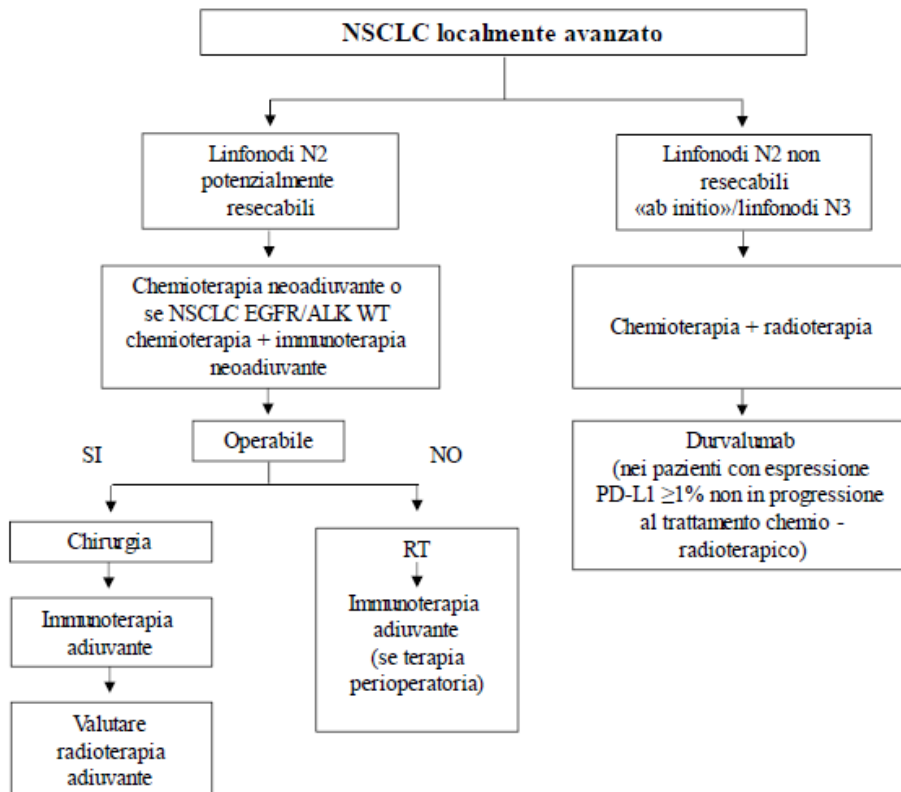 NSCLC localmente avanzato
Linfonodi N2
potenzialmente
resecabili
Linfonodi N2 non
resecabili
«ab initio»/linfonodi N3
Chemioterapia neoadiuvante o
se NSCLC EGFR/ALK WT
chemioterapia + immunoterapia
neoadiuvante
Chemioterapia + radioterapia
Operabile
SI
NO
Durvalumab
(nei pazienti con espressione
PD-L1 ≥1% non in progressione
al trattamento chemio -
radioterapico)
Chirurgia
RT
Immunoterapia
adiuvante
Immunoterapia
adiuvante
(se terapia
perioperatoria)
Valutare
radioterapia
adiuvante